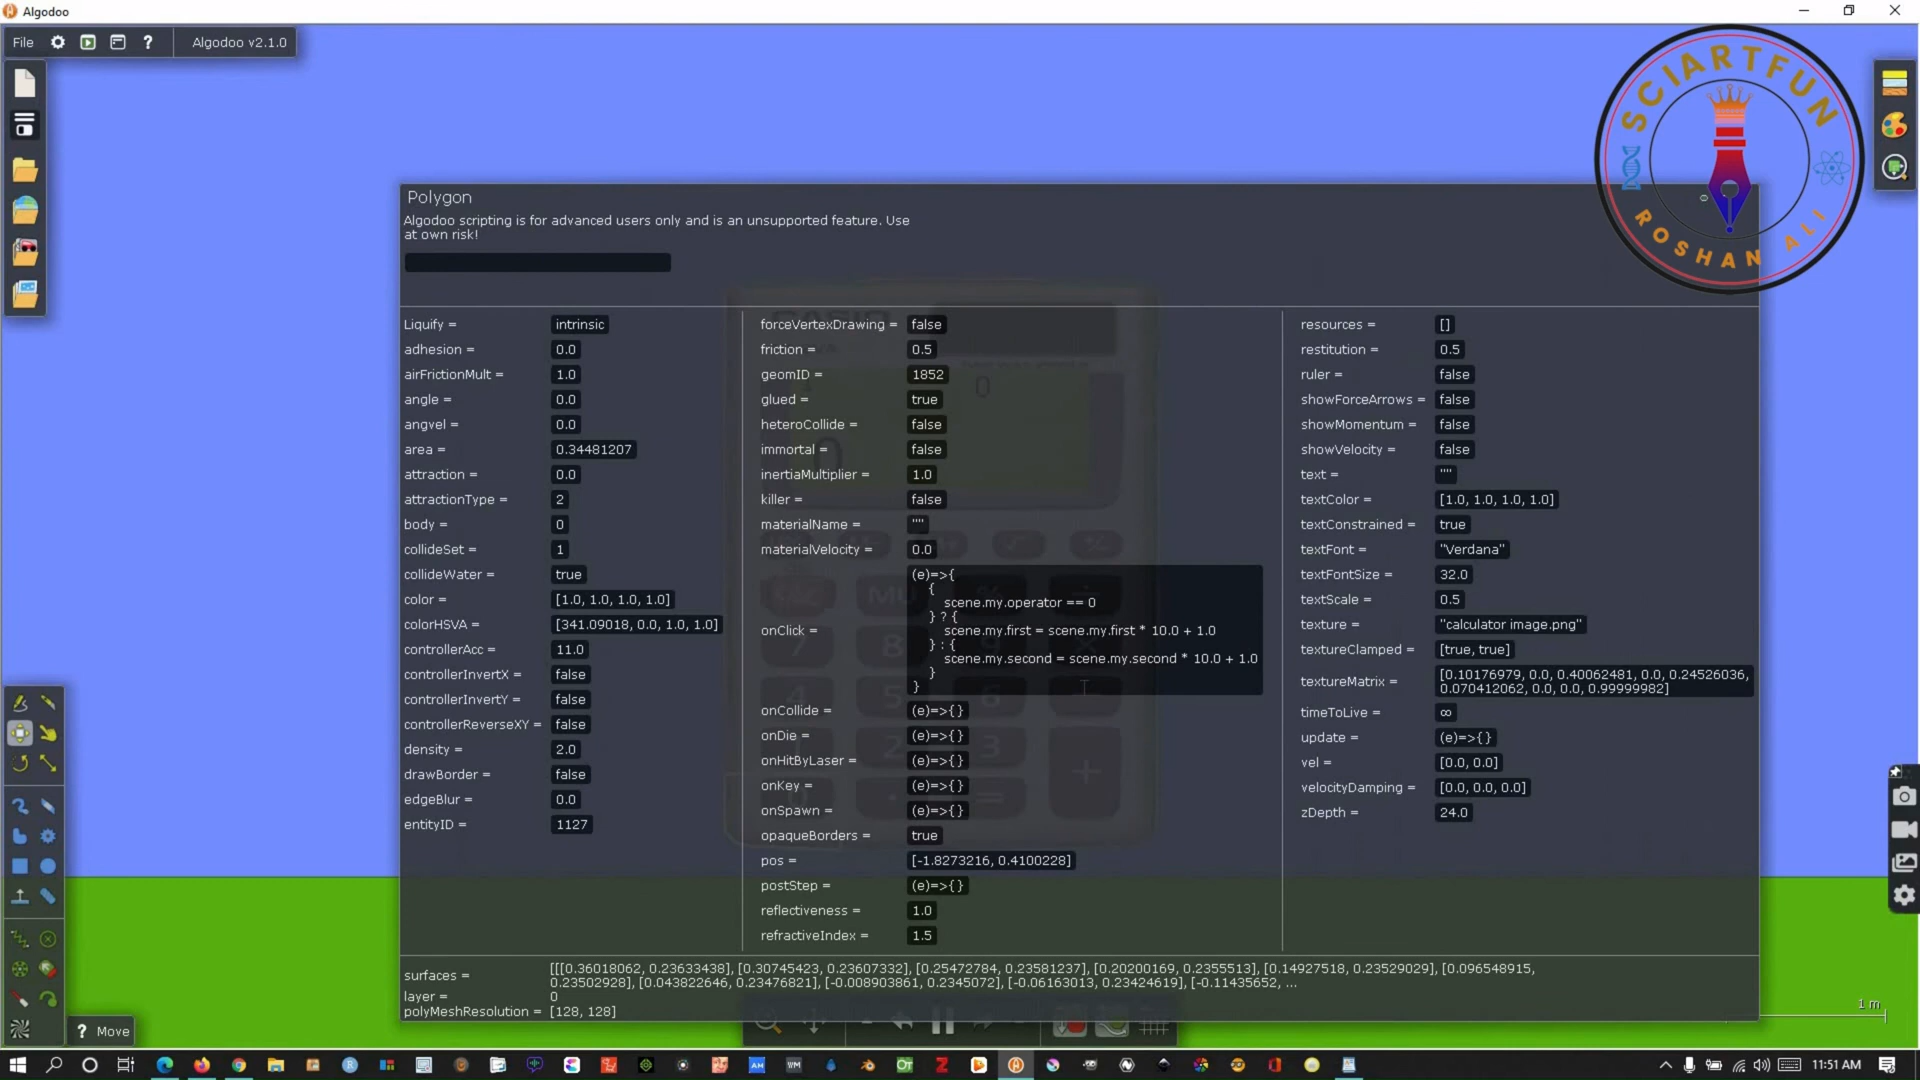 Algodoo
File
?
Algodoo v2.1.0
SCIARTFUN
ROSHAN ALI
Polygon
Algodoo scripting is for advanced users only and is an unsupported feature. Use
at own risk!
Liquify = intrinsic
adhesion = 0.0
airFrictionMult = 1.0
angle = 0.0
angvel = 0.0
area = 0.34481207
attraction = 0.0
attractionType = 2
body = 0
collideSet = 1
collideWater = true
color = [1.0, 1.0, 1.0, 1.0]
colorHSVA = [341.09018, 0.0, 1.0, 1.0]
controllerAcc = 11.0
controllerInvertX = false
controllerInvertY = false
controllerReverseXY = false
density = 2.0
drawBorder = false
edgeBlur = 0.0
entityID = 1127
forceVertexDrawing = false
friction = 0.5
geomID = 1852
glued = true
heteroCollide = false
immortal = false
inertiaMultiplier = 1.0
killer = false
materialName = ""
materialVelocity = 0.0
onClick =
(e)=>{
{
scene.my.operator == 0
} ? {
scene.my.first = scene.my.first * 10.0 + 1.0
} : {
scene.my.second = scene.my.second * 10.0 + 1.0
}
}
onCollide = (e)=>{}
onDie = (e)=>{}
onHitByLaser = (e)=>{}
onKey = (e)=>{}
onSpawn = (e)=>{}
opaqueBorders = true
pos = [-1.8273216, 0.4100228]
postStep = (e)=>{}
reflectiveness = 1.0
refractiveIndex = 1.5
resources = []
restitution = 0.5
ruler = false
showForceArrows = false
showMomentum = false
showVelocity = false
text = ""
textColor = [1.0, 1.0, 1.0, 1.0]
textConstrained = true
textFont = "Verdana"
textFontSize = 32.0
textScale = 0.5
texture = "calculator image.png"
textureClamped = [true, true]
textureMatrix = [0.10176979, 0.0, 0.40062481, 0.0, 0.24526036,
0.070412062, 0.0, 0.0, 0.99999982]
timeToLive = ∞
update = (e)=>{}
vel = [0.0, 0.0]
velocityDamping = [0.0, 0.0, 0.0]
zDepth = 24.0
surfaces = [[[0.36018062, 0.23633438], [0.30745423, 0.23607332], [0.25472784, 0.23581237], [0.20200169, 0.2355513], [0.14927518, 0.23529029], [0.096548915,
0.23502928], [0.043822646, 0.23476821], [-0.008903861, 0.2345072], [-0.06163013, 0.23424619], [-0.11435652, ...
layer = 0
polyMeshResolution = [128, 128]
CASIO
0
0
MU
%
÷
7
8
9
X
4
5
6
1
2
3
+
=
1 m
? Move
11:51 AM